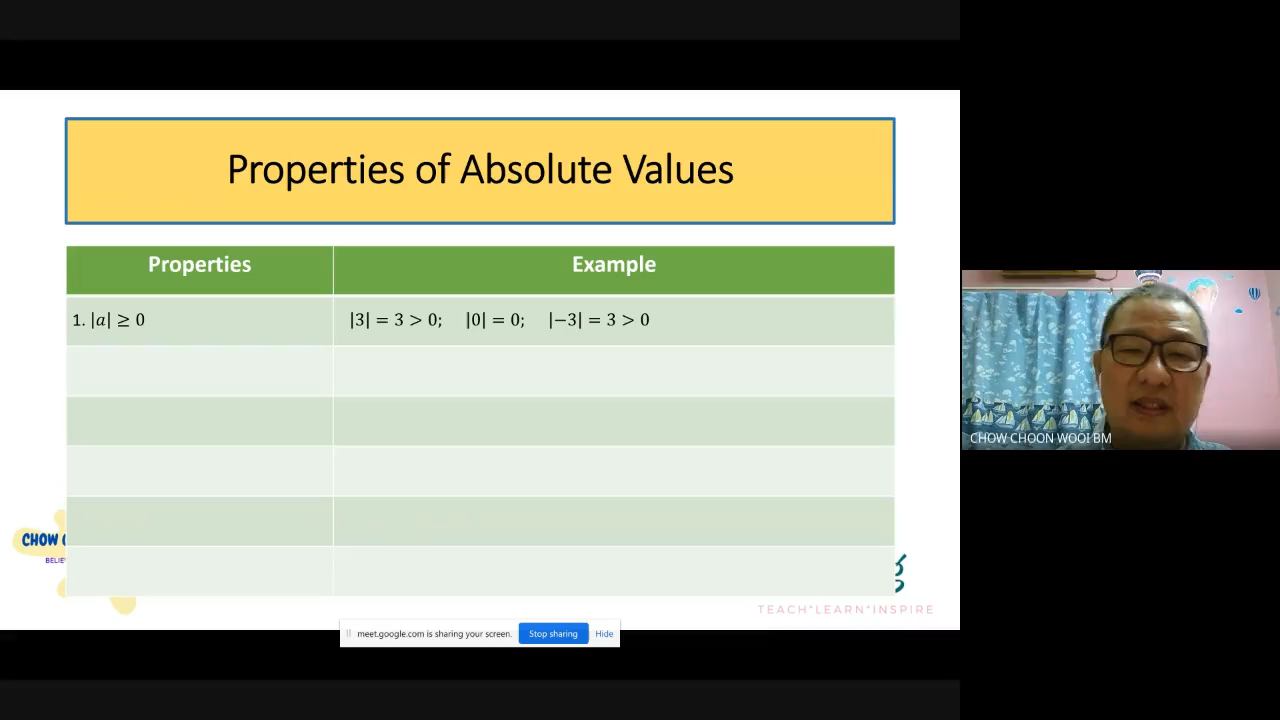 Properties of Absolute Values
Properties Example
1. |a| ≥ 0 |3| = 3 > 0; |0| = 0; |−3| = 3 > 0
CHOW CHOON WOOI BM
CHOW
TEACH*LEARN*INSPIRE
meet.google.com is sharing your screen. Stop sharing Hide